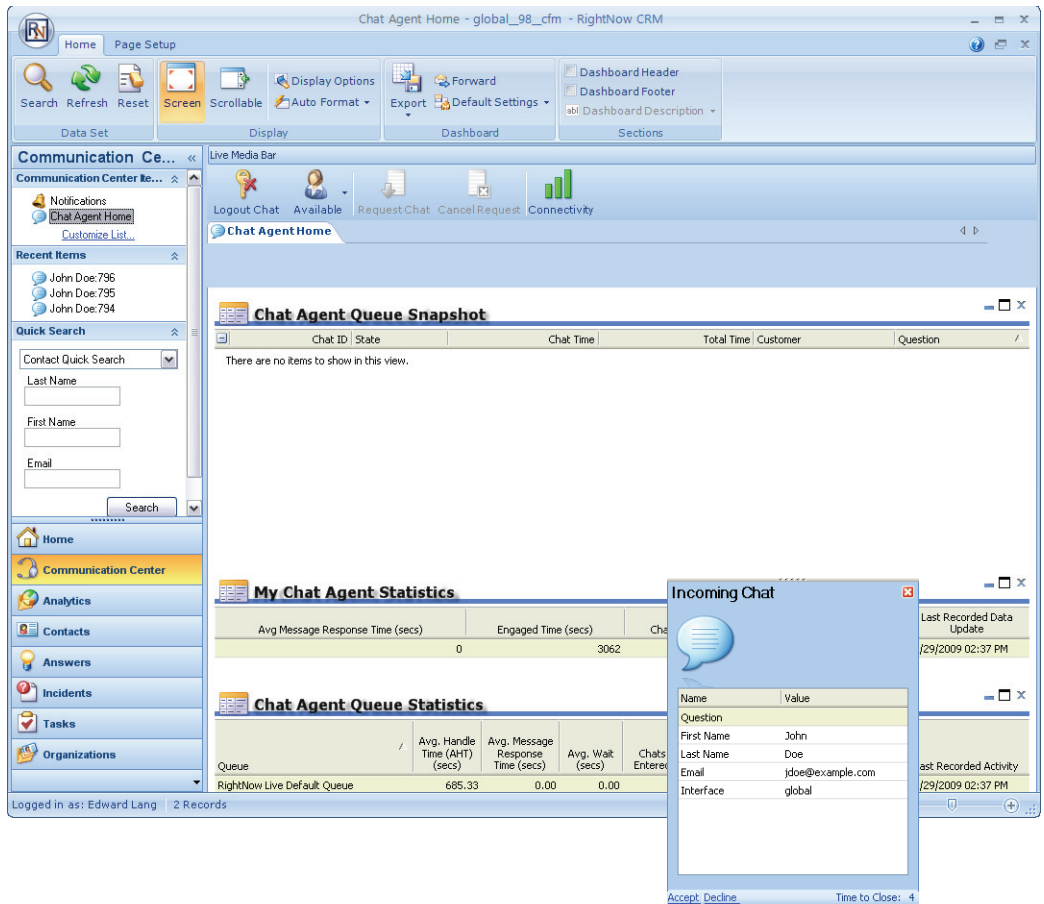 Chat Agent Home - global_98_cfm - RightNow CRM
RN
Home Page Setup
Search Refresh Reset Screen Scrollable Display Options Auto Format Export Forward Default Settings Dashboard Header Dashboard Footer abl Dashboard Description
Data Set Display Dashboard Sections
Communication Ce... «
Communication Center Ite...
Notifications
Chat Agent Home
Customize List...
Recent Items
John Doe:796
John Doe:795
John Doe:794
Quick Search
Contact Quick Search
Last Name
First Name
Email
Search
Home
Communication Center
Analytics
Contacts
Answers
Incidents
Tasks
Organizations
Live Media Bar
Logout Chat Available Request Chat Cancel Request Connectivity
Chat Agent Home
Chat Agent Queue Snapshot
Chat ID State Chat Time Total Time Customer Question
There are no items to show in this view.
My Chat Agent Statistics
Avg Message Response Time (secs) Engaged Time (secs) Last Recorded Data Update
0 3062 /29/2009 02:37 PM
Chat Agent Queue Statistics
Queue Avg. Handle Time (AHT) (secs) Avg. Message Response Time (secs) Avg. Wait (secs) Chats Entered ast Recorded Activity
RightNow Live Default Queue 685.33 0.00 0.00 /29/2009 02:37 PM
Incoming Chat
Name Value
Question
First Name John
Last Name Doe
Email jdoe@example.com
Interface global
Accept Decline Time to Close: 4
Logged in as: Edward Lang 2 Records